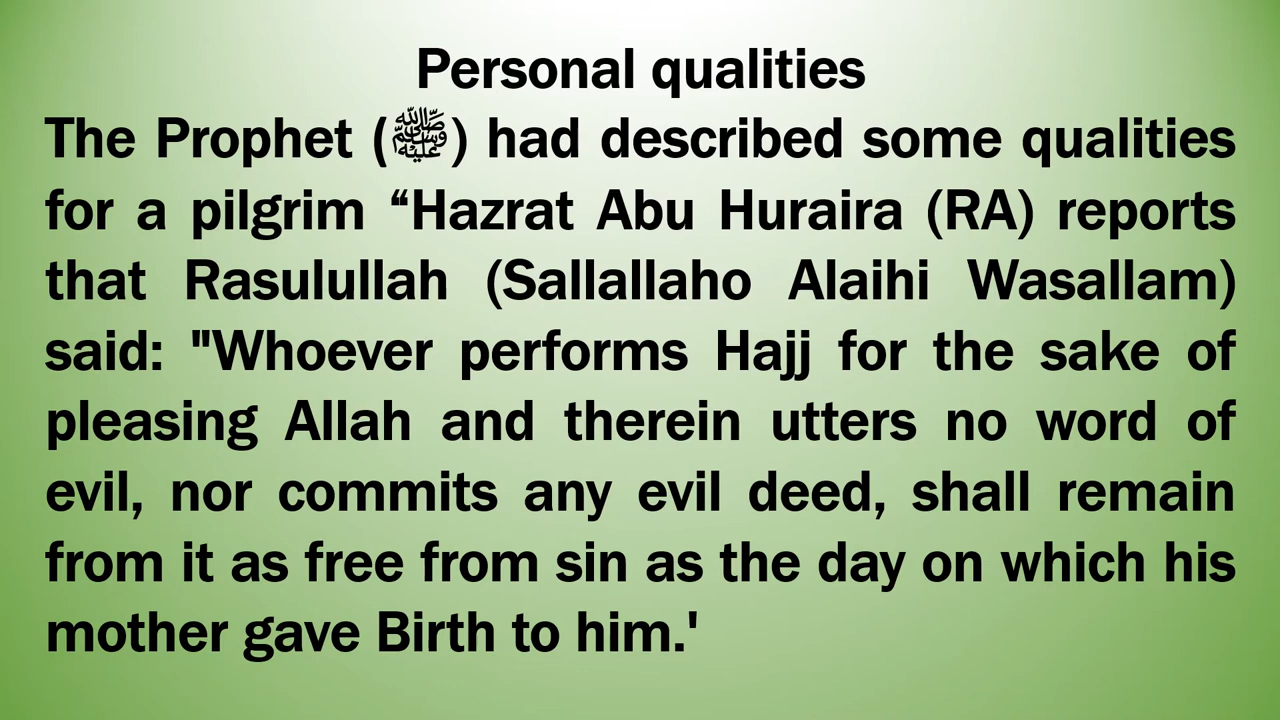 Personal qualities
The Prophet (ﷺ) had described some qualities
for a pilgrim “Hazrat Abu Huraira (RA) reports
that Rasulullah (Sallallaho Alaihi Wasallam)
said: "Whoever performs Hajj for the sake of
pleasing Allah and therein utters no word of
evil, nor commits any evil deed, shall remain
from it as free from sin as the day on which his
mother gave Birth to him.'